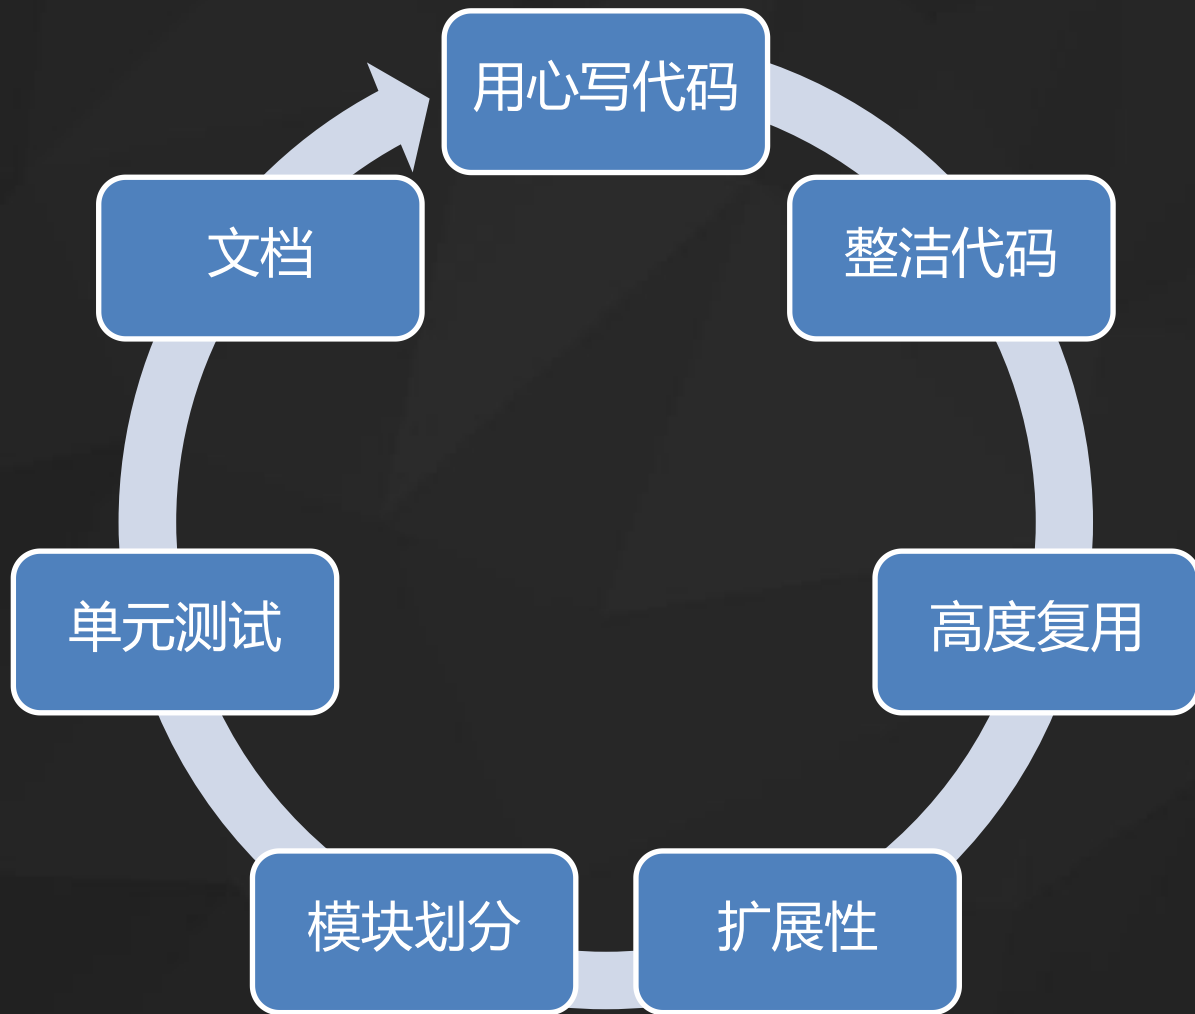 用心写代码
整洁代码
高度复用
扩展性
模块划分
单元测试
文档